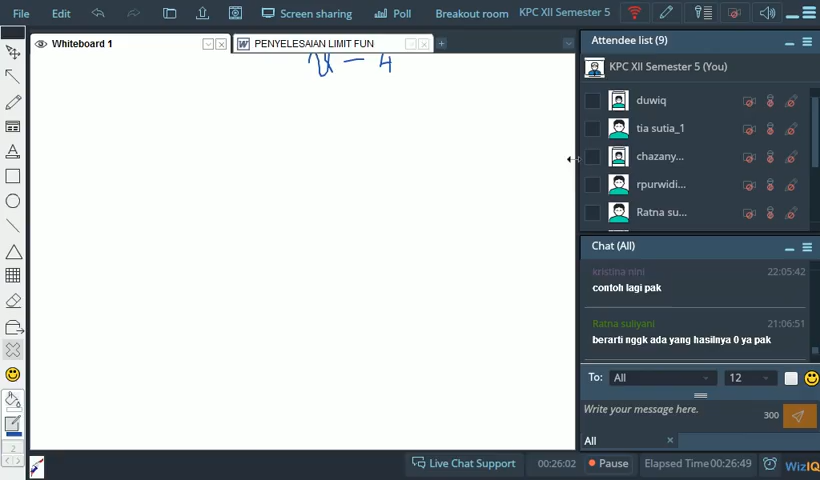 File Edit Screen sharing Poll Breakout room KPC XII Semester 5
Whiteboard 1 PENYELESAIAN LIMIT FUN
Attendee list (9)
KPC XII Semester 5 (You)
duwiq
tia sutia_1
chazany...
rpurwidi...
Ratna su...
Chat (All)
kristina nini 22:05:42
contoh lagi pak
Ratna suliyani 21:06:51
berarti nggk ada yang hasilnya 0 ya pak
To: All 12
Write your message here. 300
All
2
Live Chat Support 00:26:02 Pause Elapsed Time 00:26:49 WizIQ